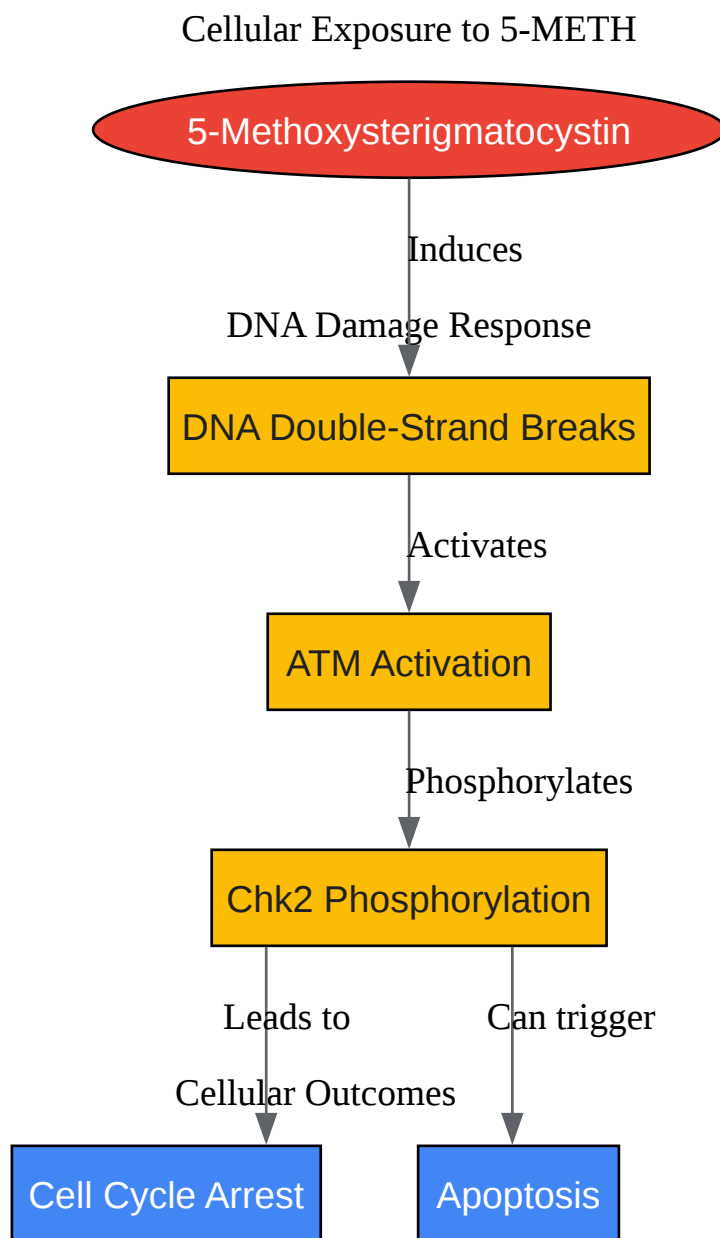 Cellular Exposure to 5-METH
5-Methoxysterigmatocystin
Induces
DNA Damage Response
DNA Double-Strand Breaks
Activates
ATM Activation
Phosphorylates
Chk2 Phosphorylation
Leads to
Can trigger
Cellular Outcomes
Cell Cycle Arrest
Apoptosis